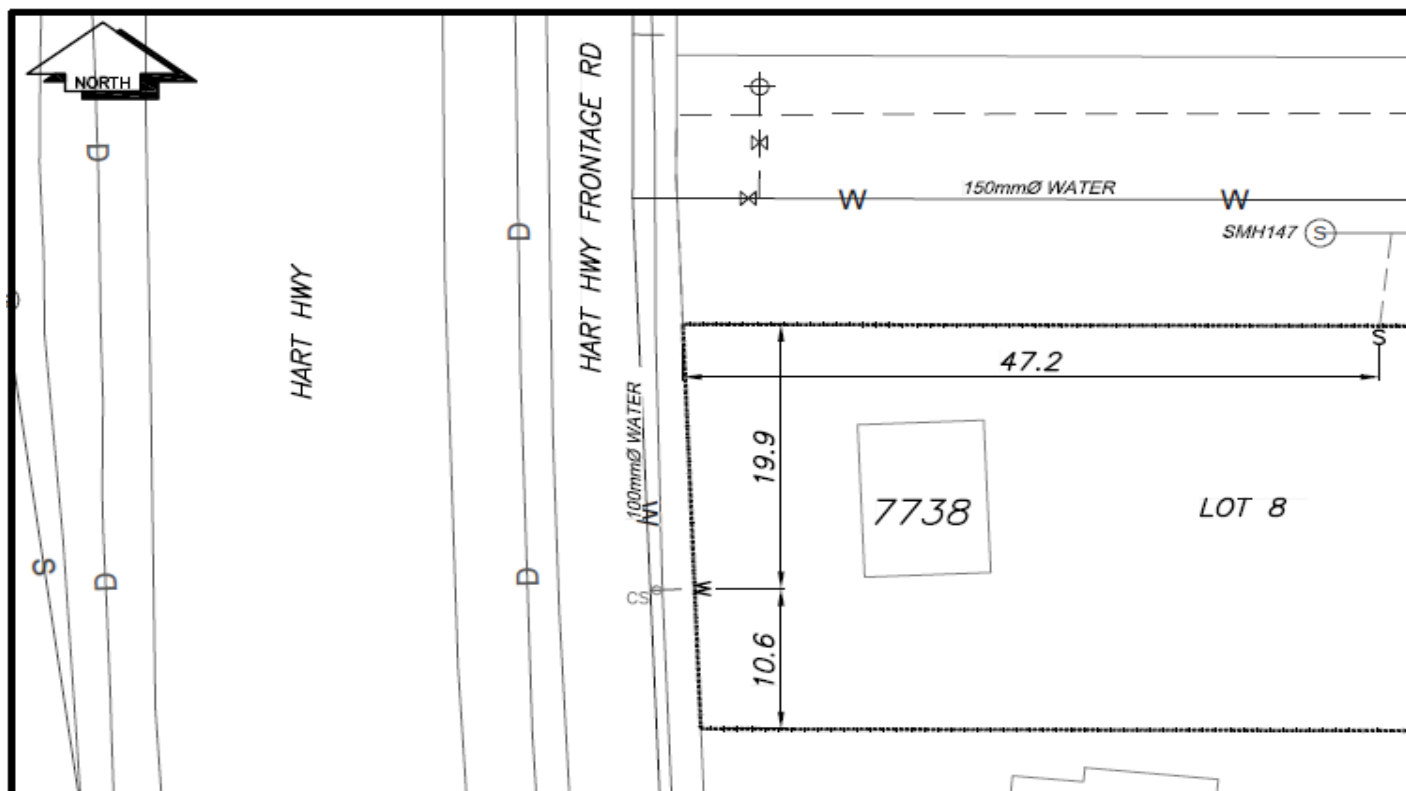 NORTH
HART HWY
HART HWY FRONTAGE RD
D
D
D
D
S
150mmØ WATER
W
W
SMH147
S
S
47.2
100mmØ WATER
W
19.9
7738
LOT 8
CS
W
10.6